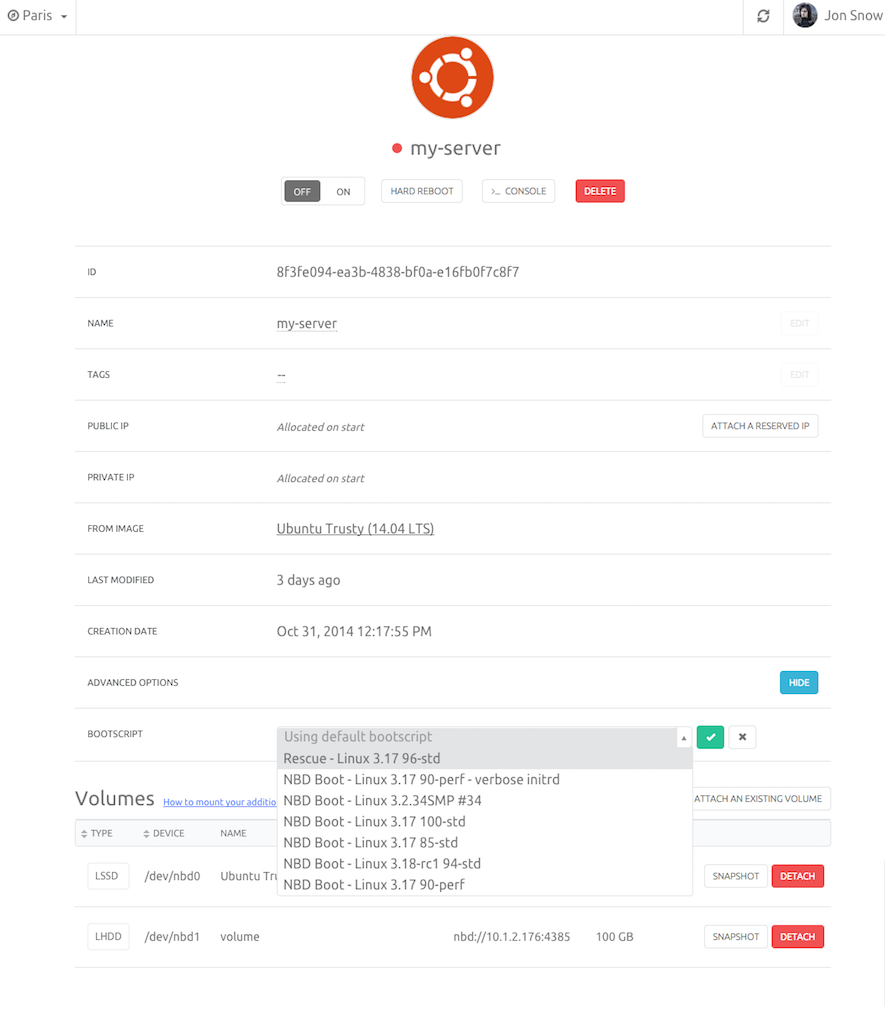 Paris
Jon Snow
my-server
OFF ON HARD REBOOT >_ CONSOLE DELETE
ID 8f3fe094-ea3b-4838-bf0a-e16fb0f7c8f7
NAME my-server EDIT
TAGS -- EDIT
PUBLIC IP Allocated on start ATTACH A RESERVED IP
PRIVATE IP Allocated on start
FROM IMAGE Ubuntu Trusty (14.04 LTS)
LAST MODIFIED 3 days ago
CREATION DATE Oct 31, 2014 12:17:55 PM
ADVANCED OPTIONS HIDE
BOOTSCRIPT Using default bootscript
Rescue - Linux 3.17 96-std
NBD Boot - Linux 3.17 90-perf - verbose initrd
NBD Boot - Linux 3.2.34SMP #34
NBD Boot - Linux 3.17 100-std
NBD Boot - Linux 3.17 85-std
NBD Boot - Linux 3.18-rc1 94-std
NBD Boot - Linux 3.17 90-perf
Volumes How to mount your additio ATTACH AN EXISTING VOLUME
TYPE DEVICE NAME
LSSD /dev/nbd0 Ubuntu Tru SNAPSHOT DETACH
LHDD /dev/nbd1 volume nbd://10.1.2.176:4385 100 GB SNAPSHOT DETACH